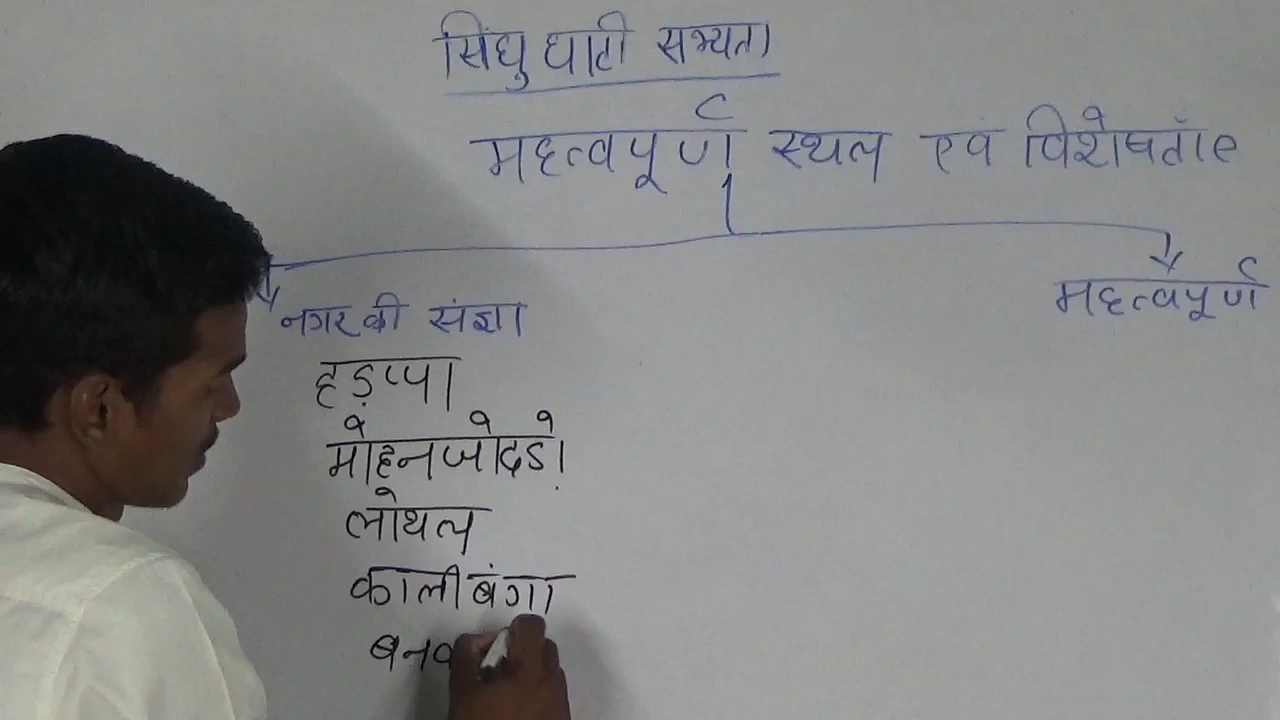 सिंधु घाटी सभ्यता
महत्वपूर्ण स्थल एवं विशेषताॅए
नगर की संज्ञा
महत्वपूर्ण
हड़प्पा
मोहनजोदड़ो
लोथल
कालीबंगा